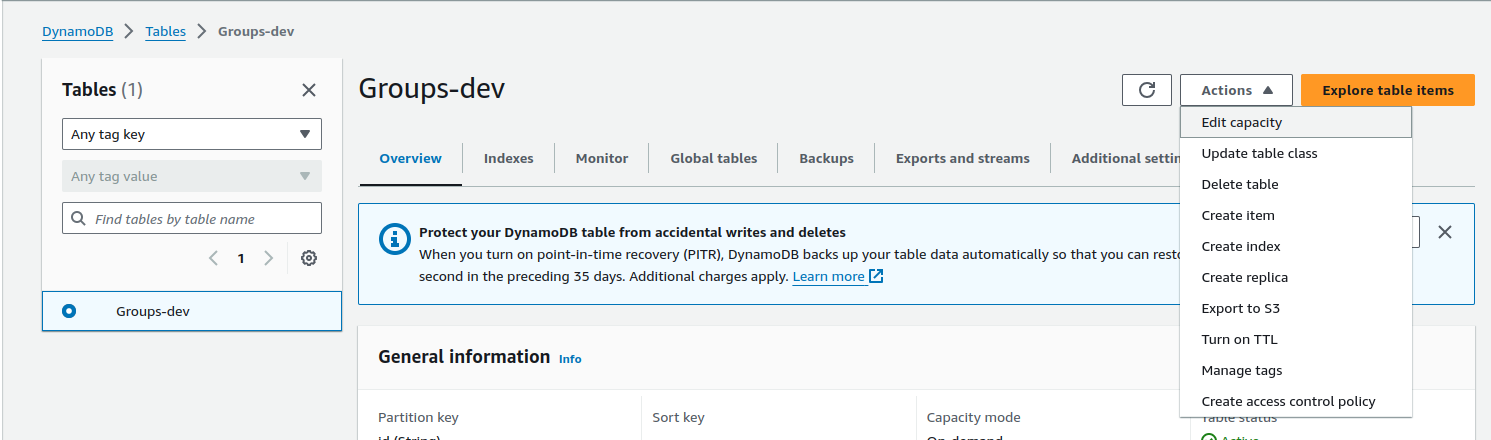 DynamoDB > Tables > Groups-dev
Tables (1)
Any tag key
Any tag value
Find tables by table name
1
Groups-dev
Groups-dev
Actions
Explore table items
Edit capacity
Update table class
Delete table
Create item
Create index
Create replica
Export to S3
Turn on TTL
Manage tags
Create access control policy
Overview
Indexes
Monitor
Global tables
Backups
Exports and streams
Additional settin
Protect your DynamoDB table from accidental writes and deletes
When you turn on point-in-time recovery (PITR), DynamoDB backs up your table data automatically so that you can resto
second in the preceding 35 days. Additional charges apply. Learn more
General information Info
Partition key
id (String)
Sort key
Capacity mode
On-demand
Table status
Active